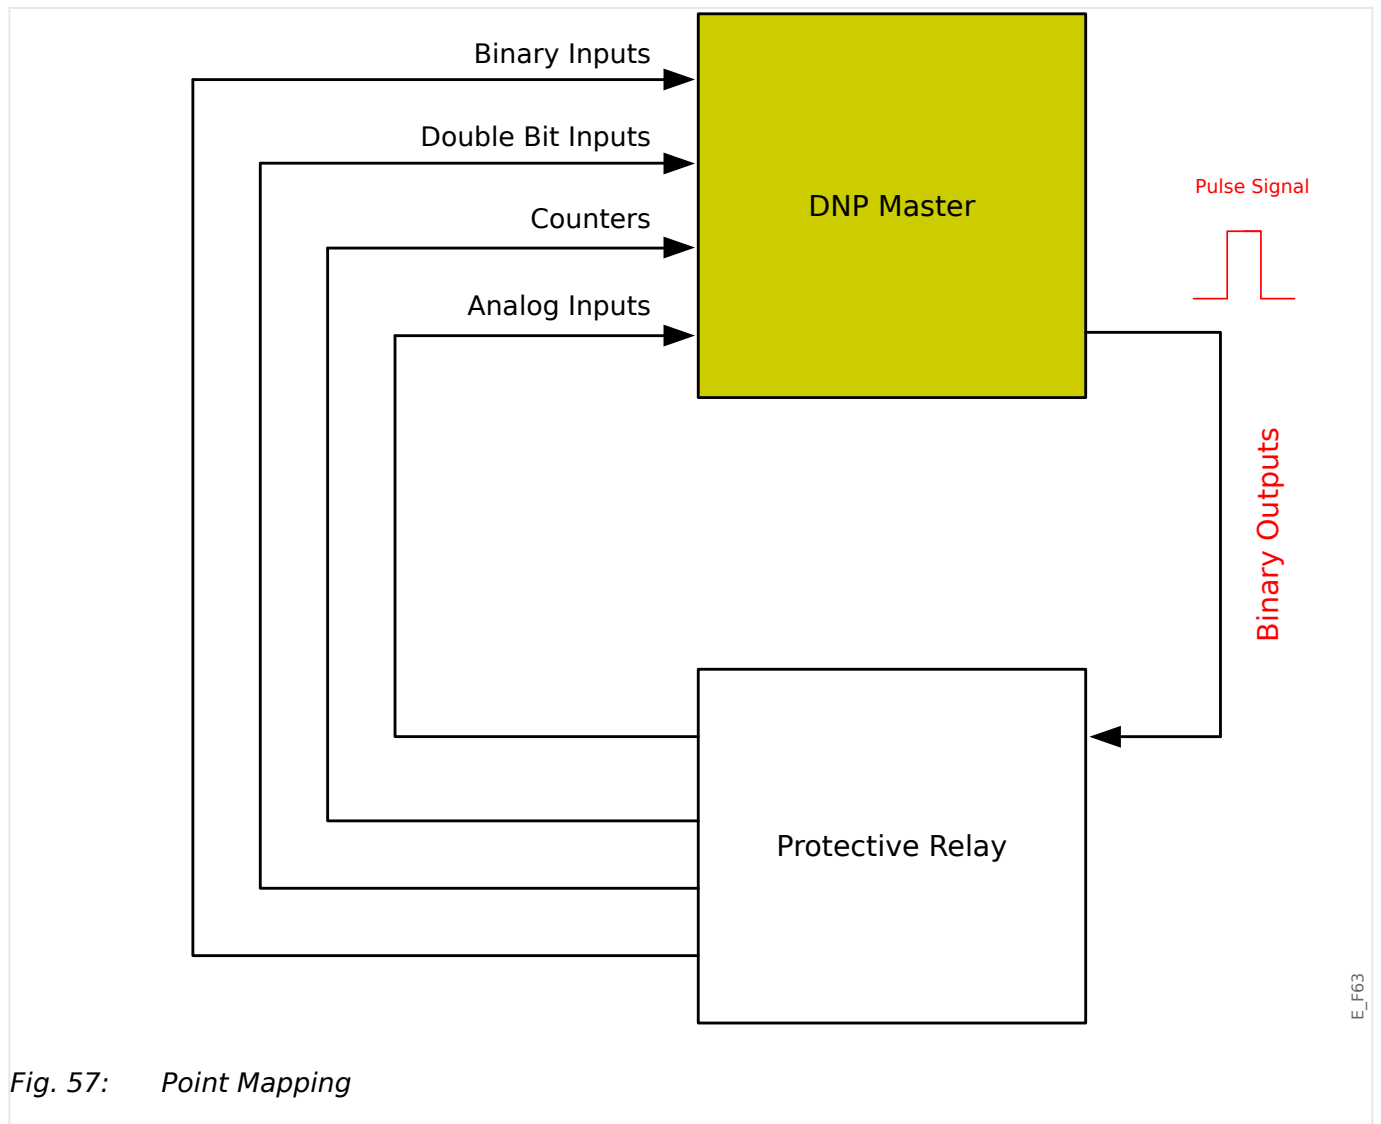 Binary Inputs
Double Bit Inputs
Counters
Analog Inputs
DNP Master
Pulse Signal
Binary Outputs
Protective Relay
E_F63
Fig. 57: Point Mapping